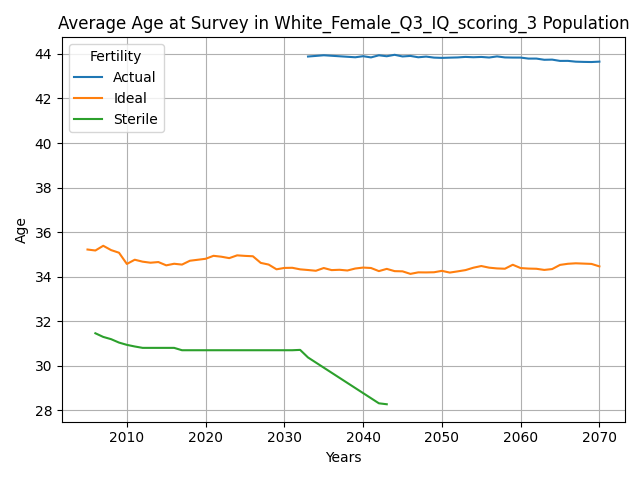 Average Age at Survey in White_Female_Q3_IQ_scoring_3 Population
Fertility
Actual
Ideal
Sterile
Age
44
42
40
38
36
34
32
30
28
2010
2020
2030
2040
2050
2060
2070
Years